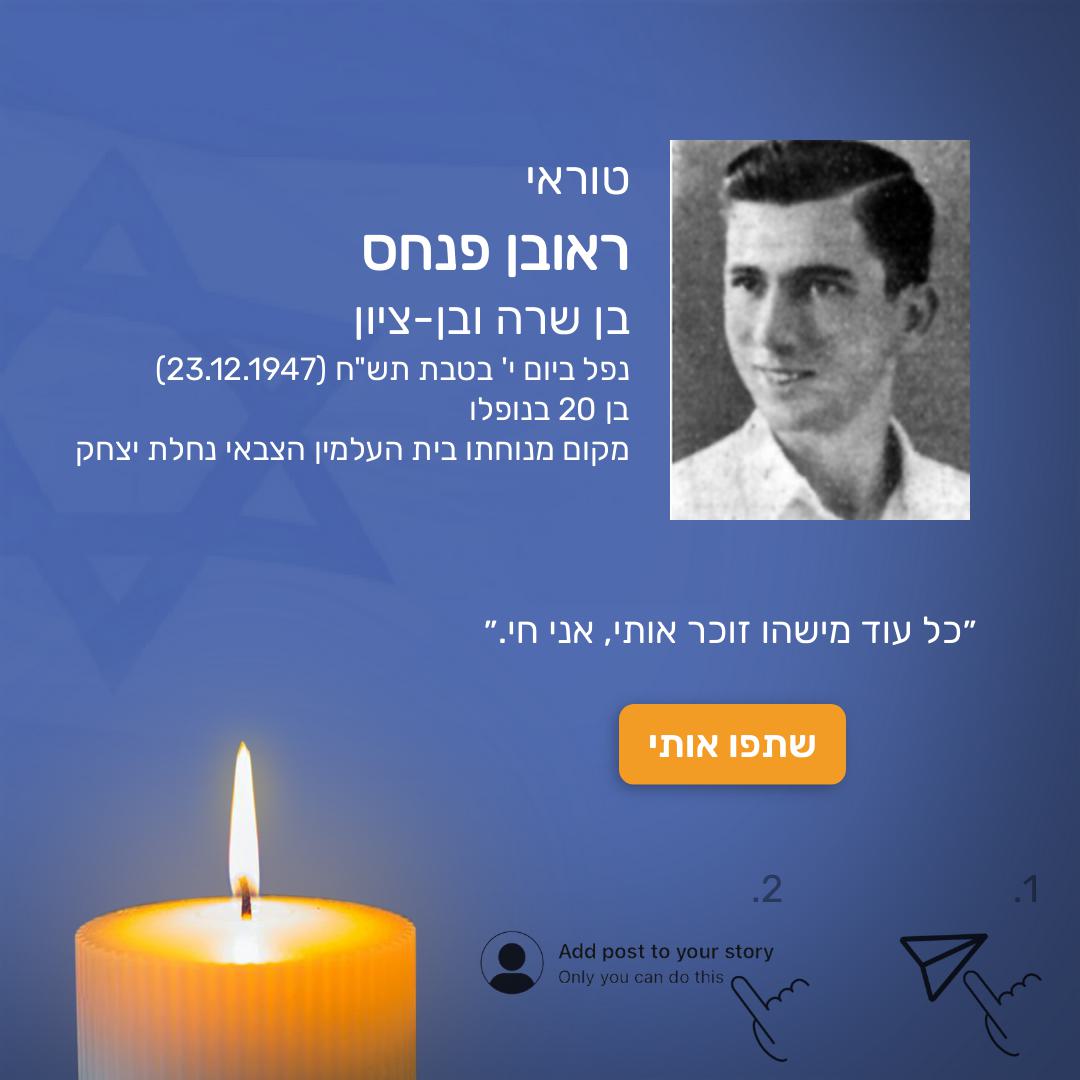 טוראי
ראובן פנחס
בן שרה ובן-ציון
נפל ביום י' בטבת תש"ח (23.12.1947)
בן 20 בנופלו
מקום מנוחתו בית העלמין הצבאי נחלת יצחק
״כל עוד מישהו זוכר אותי, אני חי.״
שתפו אותי
.1
.2
Add post to your story
Only you can do this